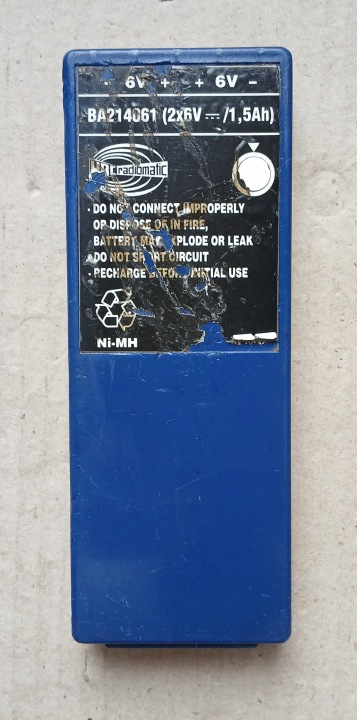 - 6V + + 6V -
BA214061 (2x6V ⎓ /1,5Ah)
radiomatic
· DO NOT CONNECT IMPROPERLY
OR DISPOSE OF IN FIRE,
BATTERY MAY EXPLODE OR LEAK
· DO NOT SHORT CIRCUIT
· RECHARGE BEFORE INITIAL USE
Ni-MH